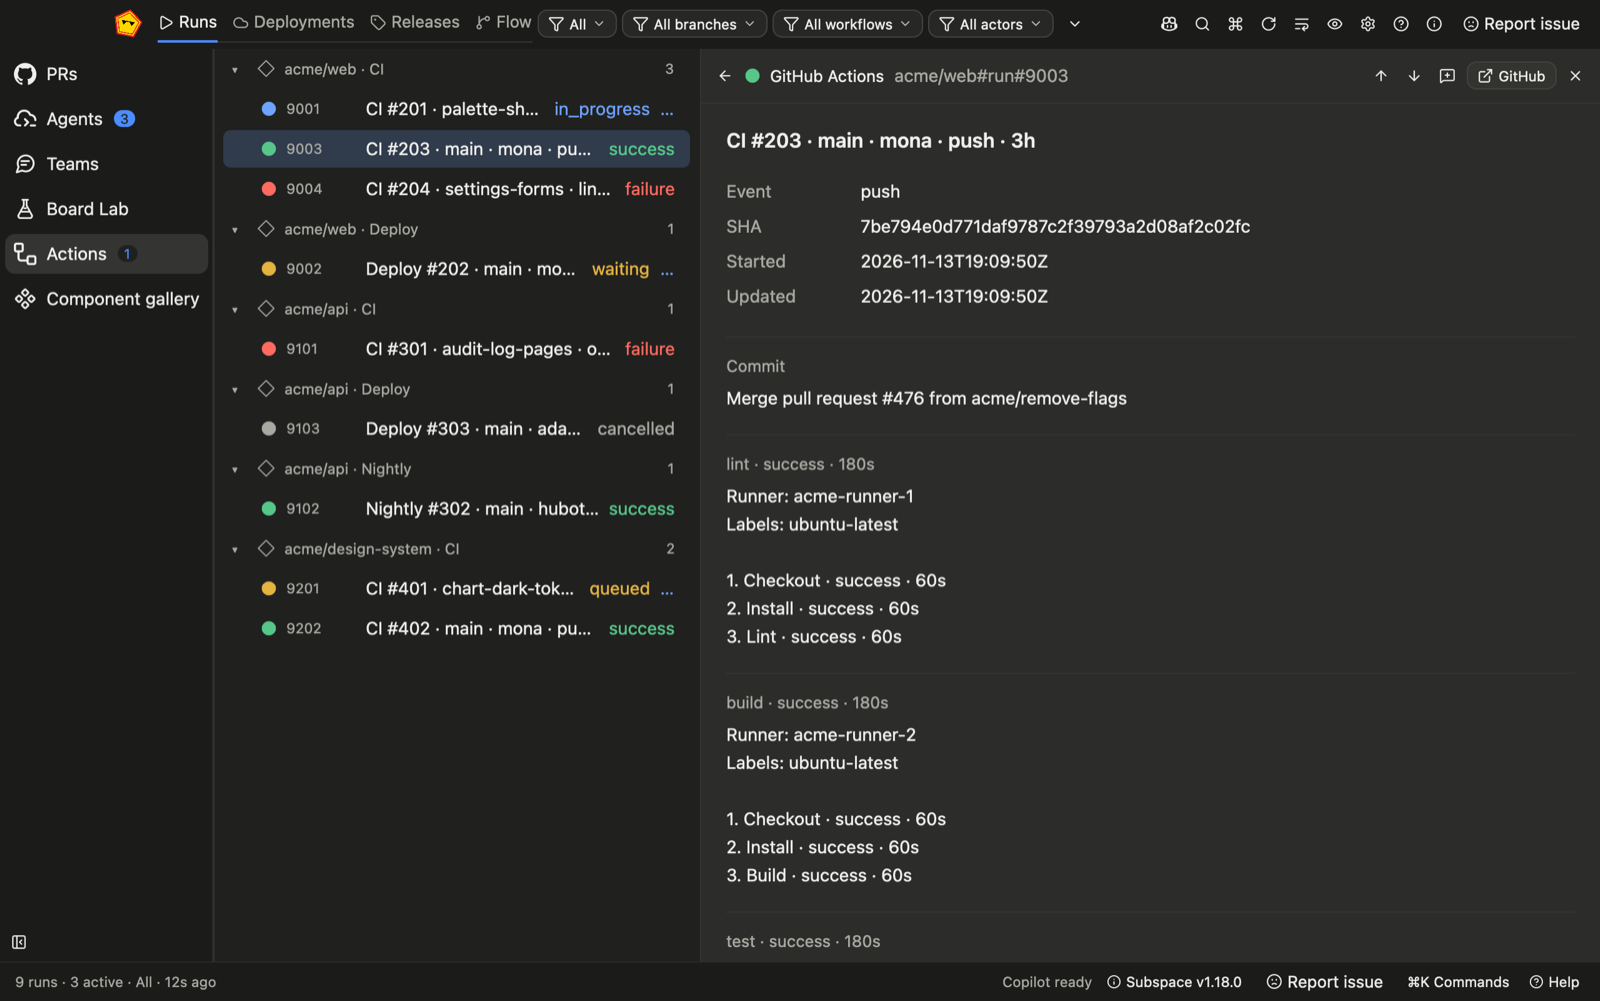 Runs
Deployments
Releases
Flow
All
All branches
All workflows
All actors
Report issue
PRs
Agents 3
Teams
Board Lab
Actions 1
Component gallery
acme/web · CI 3
9001 CI #201 · palette-sh... in_progress ...
9003 CI #203 · main · mona · pu... success
9004 CI #204 · settings-forms · lin... failure
acme/web · Deploy 1
9002 Deploy #202 · main · mo... waiting ...
acme/api · CI 1
9101 CI #301 · audit-log-pages · o... failure
acme/api · Deploy 1
9103 Deploy #303 · main · ada... cancelled
acme/api · Nightly 1
9102 Nightly #302 · main · hubot... success
acme/design-system · CI 2
9201 CI #401 · chart-dark-tok... queued ...
9202 CI #402 · main · mona · pu... success
GitHub Actions acme/web#run#9003
GitHub
CI #203 · main · mona · push · 3h
Event push
SHA 7be794e0d771daf9787c2f39793a2d08af2c02fc
Started 2026-11-13T19:09:50Z
Updated 2026-11-13T19:09:50Z
Commit
Merge pull request #476 from acme/remove-flags
lint · success · 180s
Runner: acme-runner-1
Labels: ubuntu-latest
1. Checkout · success · 60s
2. Install · success · 60s
3. Lint · success · 60s
build · success · 180s
Runner: acme-runner-2
Labels: ubuntu-latest
1. Checkout · success · 60s
2. Install · success · 60s
3. Build · success · 60s
test · success · 180s
9 runs · 3 active · All · 12s ago
Copilot ready
Subspace v1.18.0
Report issue
⌘K Commands
Help